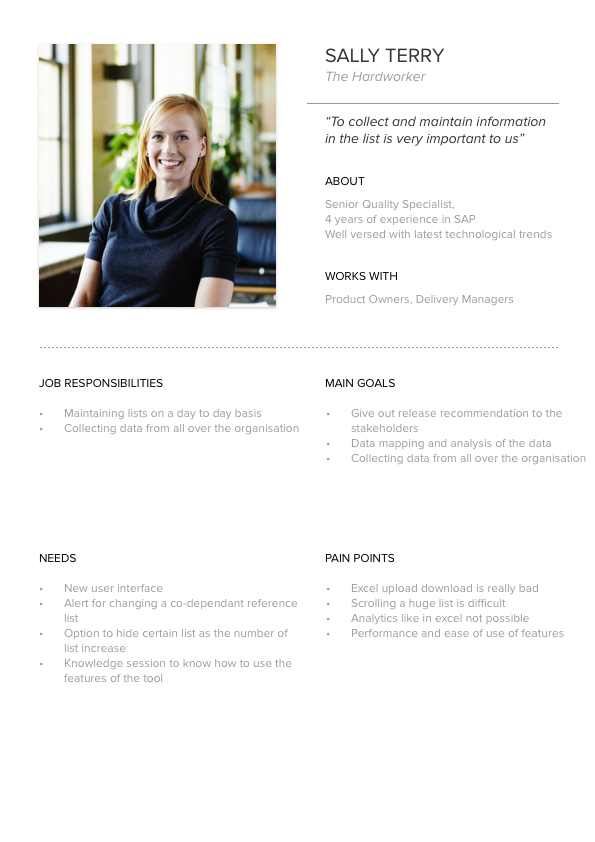 SALLY TERRY
The Hardworker
“To collect and maintain information
in the list is very important to us”
ABOUT
Senior Quality Specialist,
4 years of experience in SAP
Well versed with latest technological trends
WORKS WITH
Product Owners, Delivery Managers
JOB RESPONSIBILITIES
• Maintaining lists on a day to day basis
• Collecting data from all over the organisation
MAIN GOALS
• Give out release recommendation to the
stakeholders
• Data mapping and analysis of the data
• Collecting data from all over the organisation
NEEDS
• New user interface
• Alert for changing a co-dependant reference
list
• Option to hide certain list as the number of
list increase
• Knowledge session to know how to use the
features of the tool
PAIN POINTS
• Excel upload download is really bad
• Scrolling a huge list is difficult
• Analytics like in excel not possible
• Performance and ease of use of features